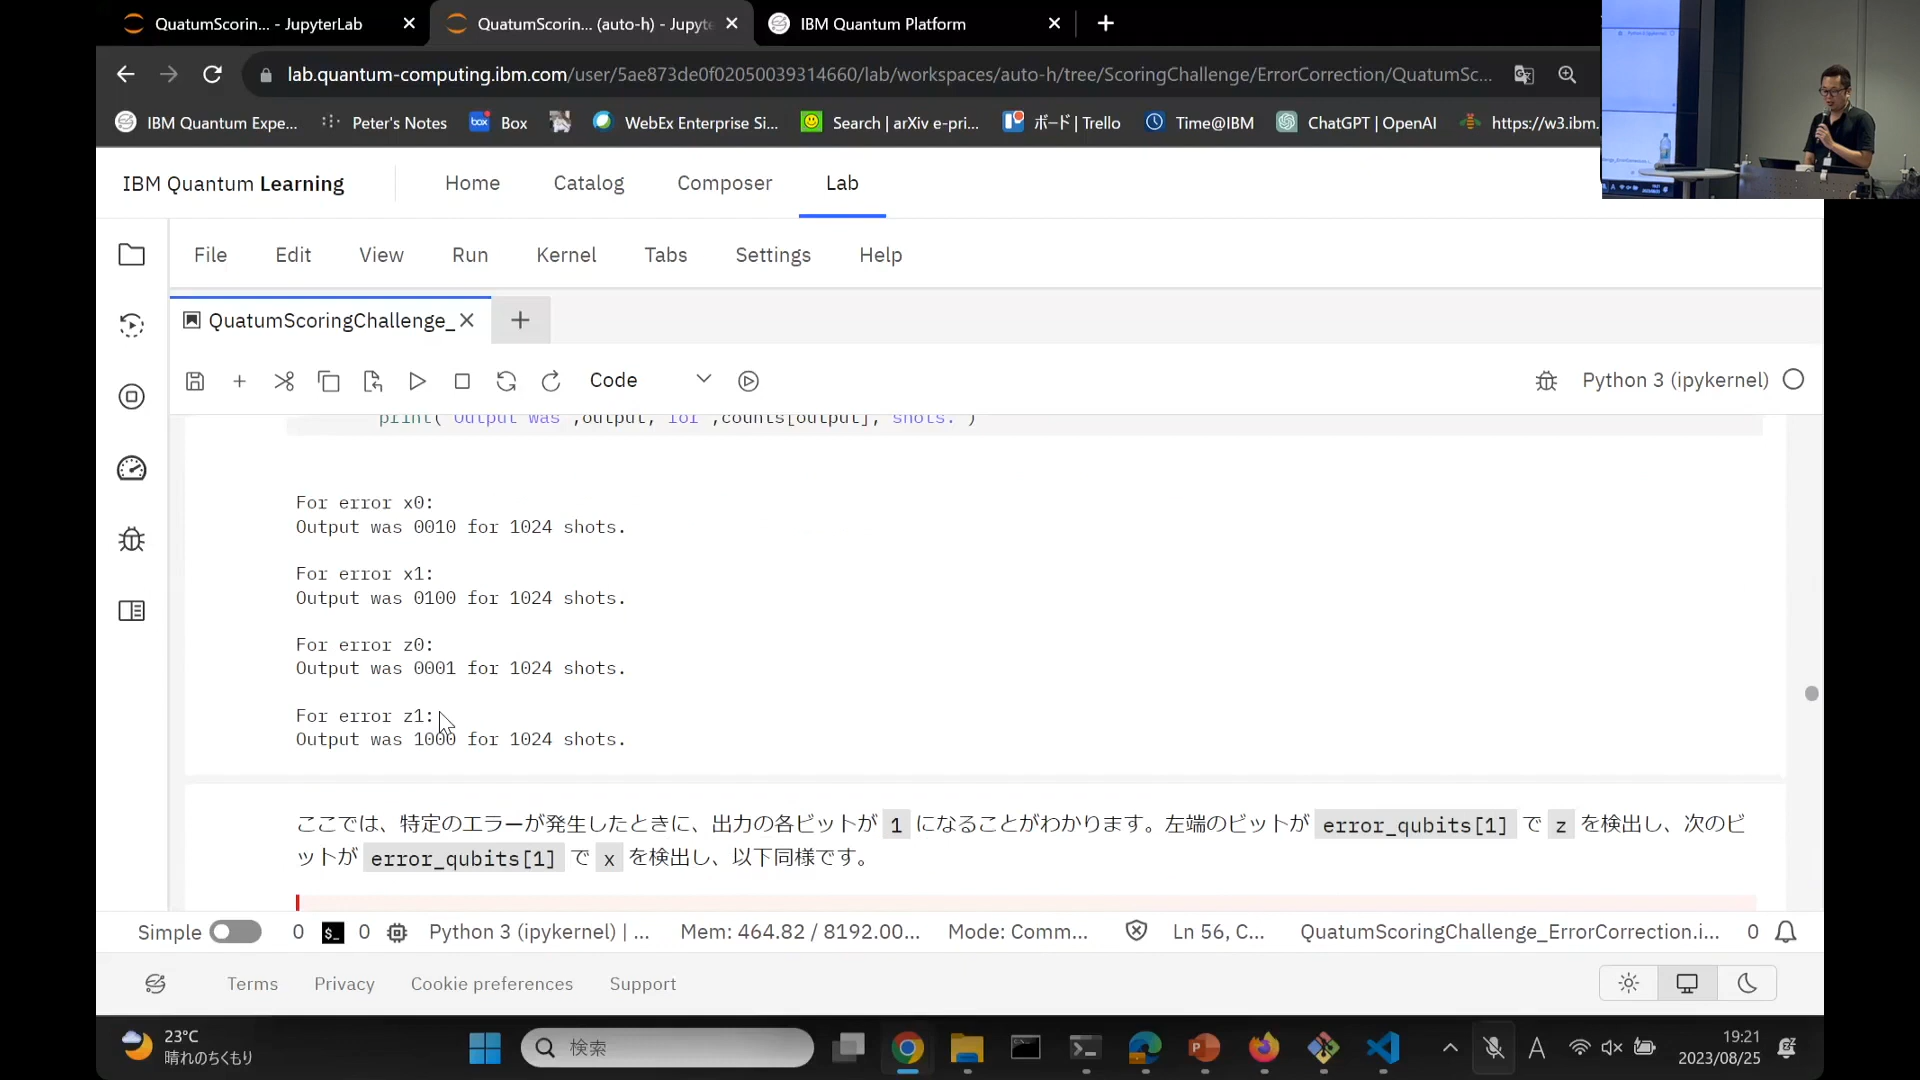 QuatumScorin... - JupyterLab
QuatumScorin... (auto-h) - Jupyte
IBM Quantum Platform
lab.quantum-computing.ibm.com/user/5ae873de0f02050039314660/lab/workspaces/auto-h/tree/ScoringChallenge/ErrorCorrection/QuatumSc...
IBM Quantum Expe...
Peter's Notes
box
Box
WebEx Enterprise Si...
Search | arXiv e-pri...
ボード | Trello
Time@IBM
ChatGPT | OpenAI
https://w3.ibm.
IBM Quantum Learning
Home
Catalog
Composer
Lab
File
Edit
View
Run
Kernel
Tabs
Settings
Help
QuatumScoringChallenge_
Code
Python 3 (ipykernel)
print('Output was',output,'for',counts[output],'shots.')
For error x0:
Output was 0010 for 1024 shots.
For error x1:
Output was 0100 for 1024 shots.
For error z0:
Output was 0001 for 1024 shots.
For error z1:
Output was 1000 for 1024 shots.
ここでは、特定のエラーが発生したときに、出力の各ビットが 1 になることがわかります。左端のビットが error_qubits[1] で z を検出し、次のビ
ットが error_qubits[1] で x を検出し、以下同様です。
Simple
0
$_
0
Python 3 (ipykernel) | ...
Mem: 464.82 / 8192.00...
Mode: Comm...
Ln 56, C...
QuatumScoringChallenge_ErrorCorrection.i...
0
Terms
Privacy
Cookie preferences
Support
23°C
晴れのちくもり
検索
A
19:21
2023/08/25